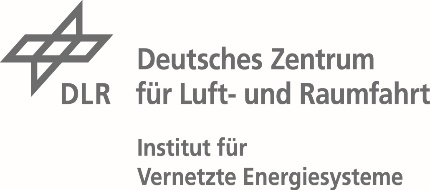 DLR
Deutsches Zentrum
für Luft- und Raumfahrt
Institut für
Vernetzte Energiesysteme